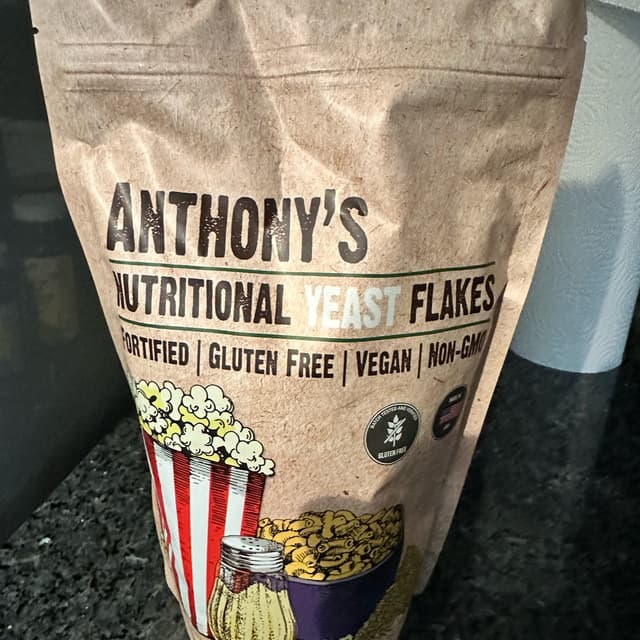 ANTHONY'S
NUTRITIONAL YEAST FLAKES
FORTIFIED | GLUTEN FREE | VEGAN | NON-GMO
GLUTEN FREE